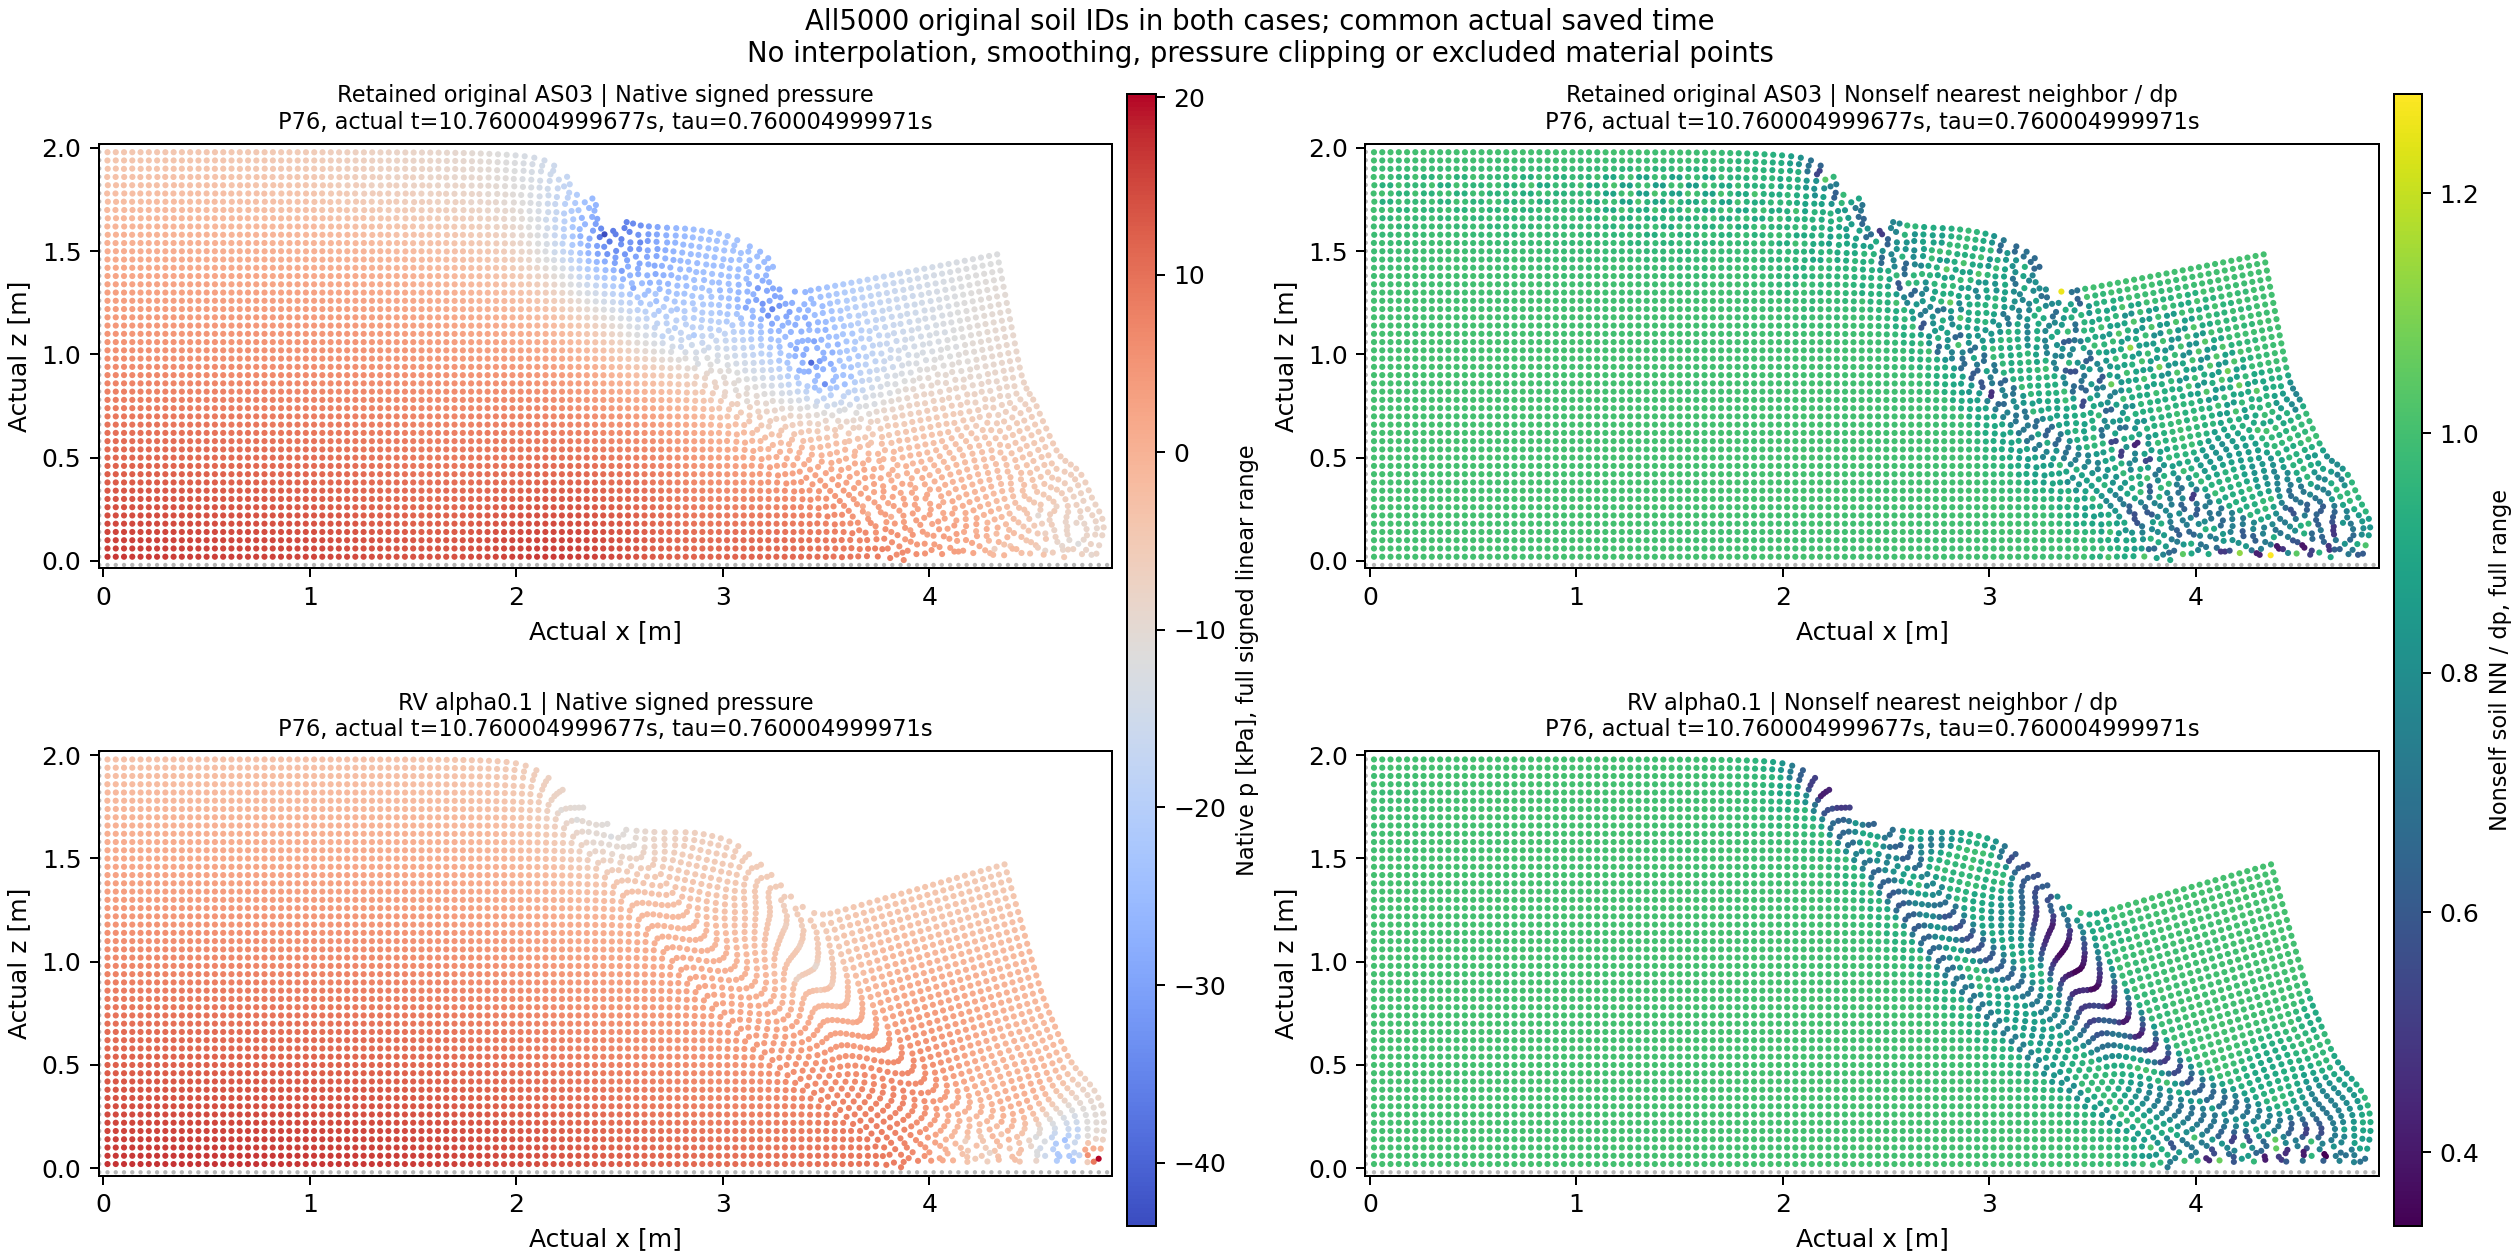 All5000 original soil IDs in both cases; common actual saved time
No interpolation, smoothing, pressure clipping or excluded material points
Retained original AS03 | Native signed pressure
P76, actual t=10.760004999677s, tau=0.760004999971s
2.0
1.5
1.0
0.5
0.0
Actual z [m]
0
1
2
3
4
Actual x [m]
20
10
0
−10
−20
−30
−40
Native p [kPa], full signed linear range
Retained original AS03 | Nonself nearest neighbor / dp
P76, actual t=10.760004999677s, tau=0.760004999971s
2.0
1.5
1.0
0.5
0.0
Actual z [m]
0
1
2
3
4
Actual x [m]
1.2
1.0
0.8
0.6
0.4
Nonself soil NN / dp, full range
RV alpha0.1 | Native signed pressure
P76, actual t=10.760004999677s, tau=0.760004999971s
2.0
1.5
1.0
0.5
0.0
Actual z [m]
0
1
2
3
4
Actual x [m]
RV alpha0.1 | Nonself nearest neighbor / dp
P76, actual t=10.760004999677s, tau=0.760004999971s
2.0
1.5
1.0
0.5
0.0
Actual z [m]
0
1
2
3
4
Actual x [m]